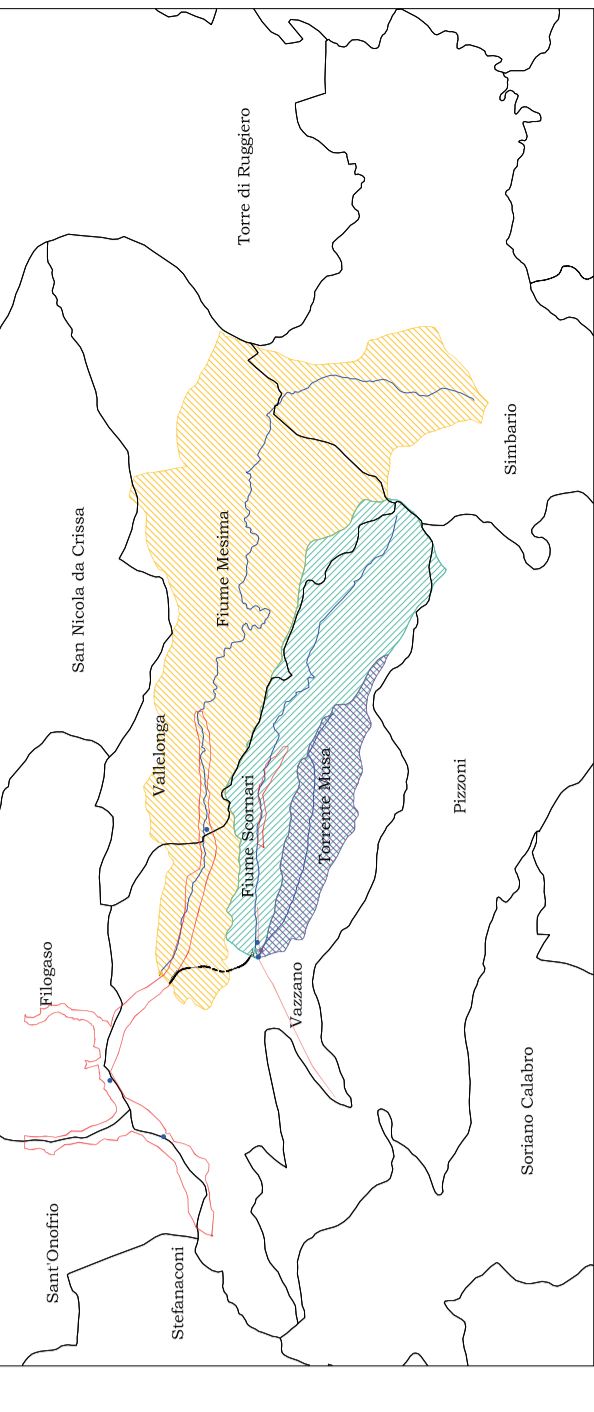 Torre di Ruggiero
Simbario
San Nicola da Crissa
Fiume Mesima
Vallelonga
Fiume Scornari
Torrente Musa
Pizzoni
Filogaso
Vazzano
Soriano Calabro
Sant'Onofrio
Stefanaconi